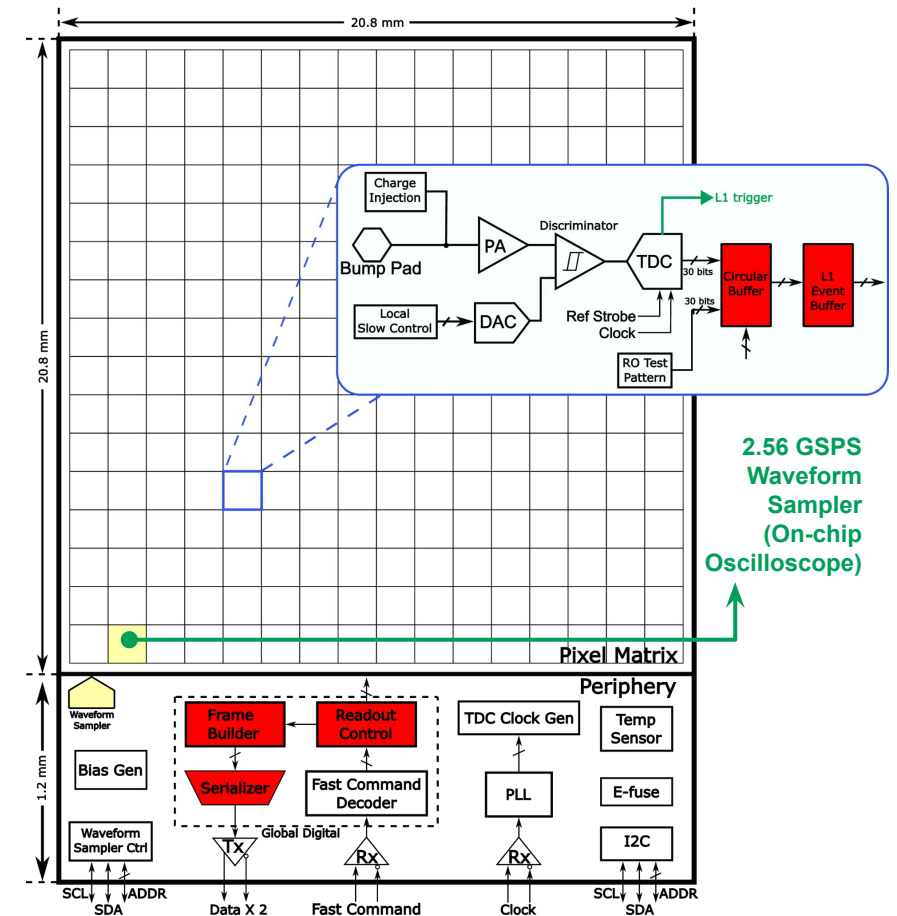 20.8 mm
20.8 mm
Charge
Injection
L1 trigger
Discriminator
PA
TDC
Bump Pad
30 bits
Circular
Buffer
L1
Event
Buffer
30 bits
Local
Slow Control
DAC
Ref Strobe
Clock
RO Test
Pattern
2.56 GSPS
Waveform
Sampler
(On-chip
Oscilloscope)
Pixel Matrix
Periphery
1.2 mm
Waveform
Sampler
Frame
Builder
Readout
Control
TDC Clock Gen
Temp
Sensor
Bias Gen
Serializer
Fast Command
Decoder
PLL
E-fuse
Waveform
Sampler Ctrl
Global Digital
Tx
Rx
Rx
I2C
SCL
ADDR
SDA
Data X 2
Fast Command
Clock
SCL
ADDR
SDA